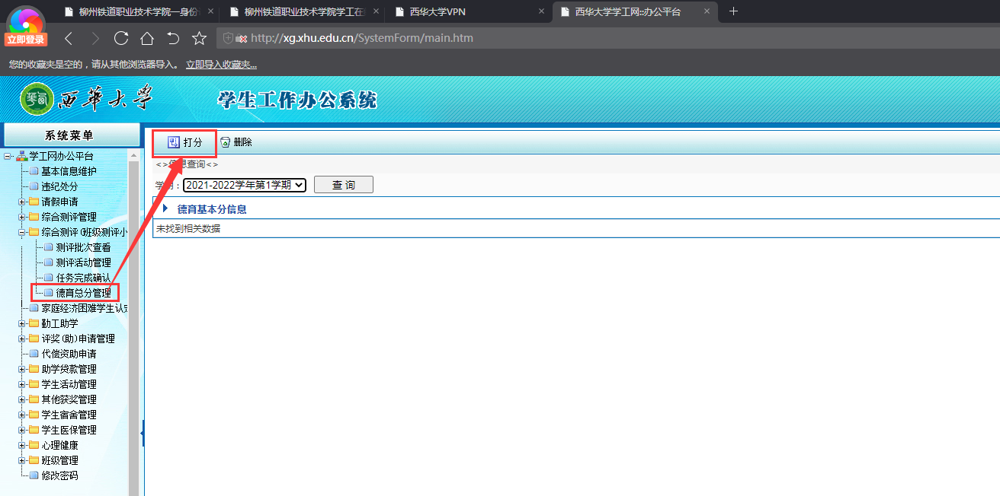 柳州铁道职业技术学院一身份 × 柳州铁道职业技术学院学工在 × 西华大学VPN × 西华大学学工网::办公平台 × +
立即登录
http://xg.xhu.edu.cn/SystemForm/main.htm
您的收藏夹是空的，请从其他浏览器导入。 立即导入收藏夹...
西华大学
学生工作办公系统
系统菜单
学工网办公平台
基本信息维护
违纪处分
请假申请
综合测评管理
综合测评(班级测评小
测评批次查看
测评活动管理
任务完成确认
德育总分管理
家庭经济困难学生认定
勤工助学
评奖(助)申请管理
代偿资助申请
助学贷款管理
学生活动管理
其他获奖管理
学生宿舍管理
学生医保管理
心理健康
班级管理
修改密码
打分 删除
<>信息查询<>
学期: 2021-2022学年第1学期 查询
德育基本分信息
未找到相关数据